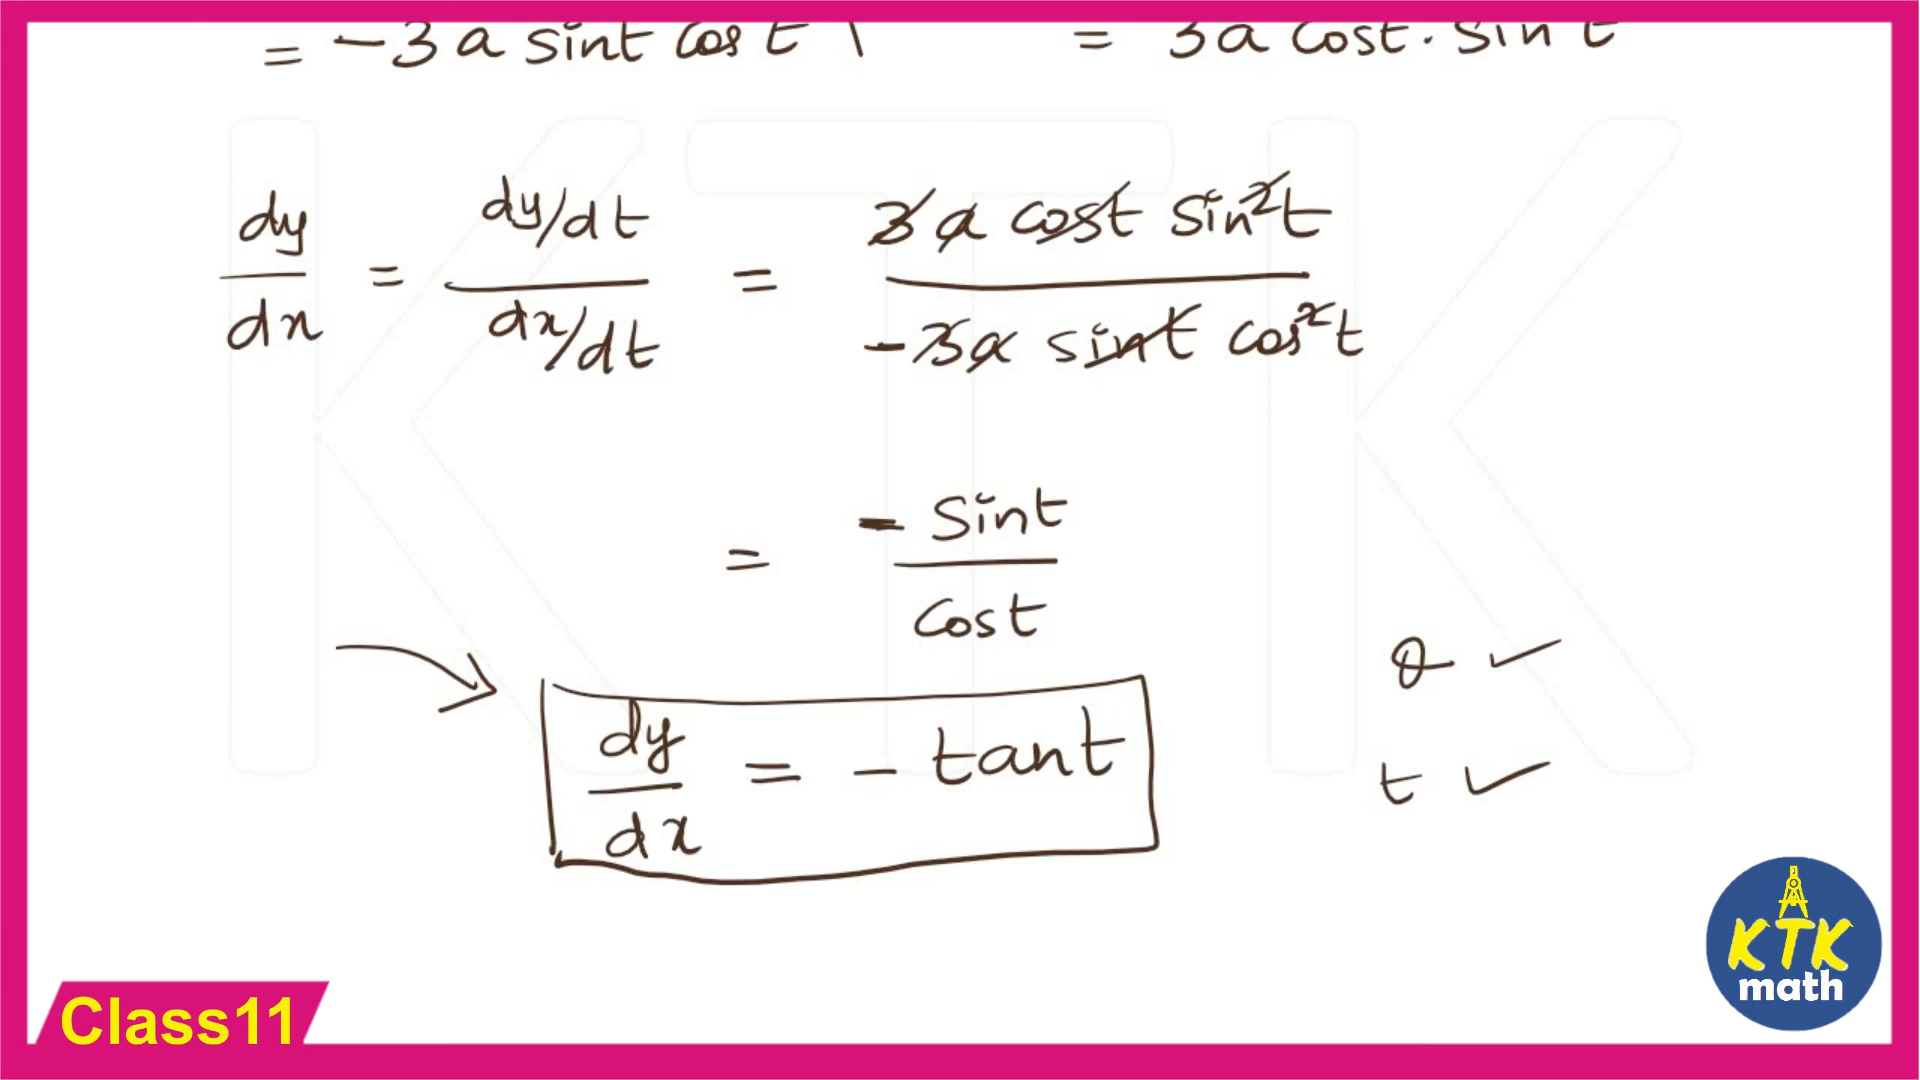 = -3a sint cos t | = 3a cost. sin t
dy/dx = (dy/dt)/(dx/dt) = 3a cost sin²t / -3a sint cos²t
= - sint / cost
θ ✓
dy/dx = - tant
t ✓
KTK
math
Class11